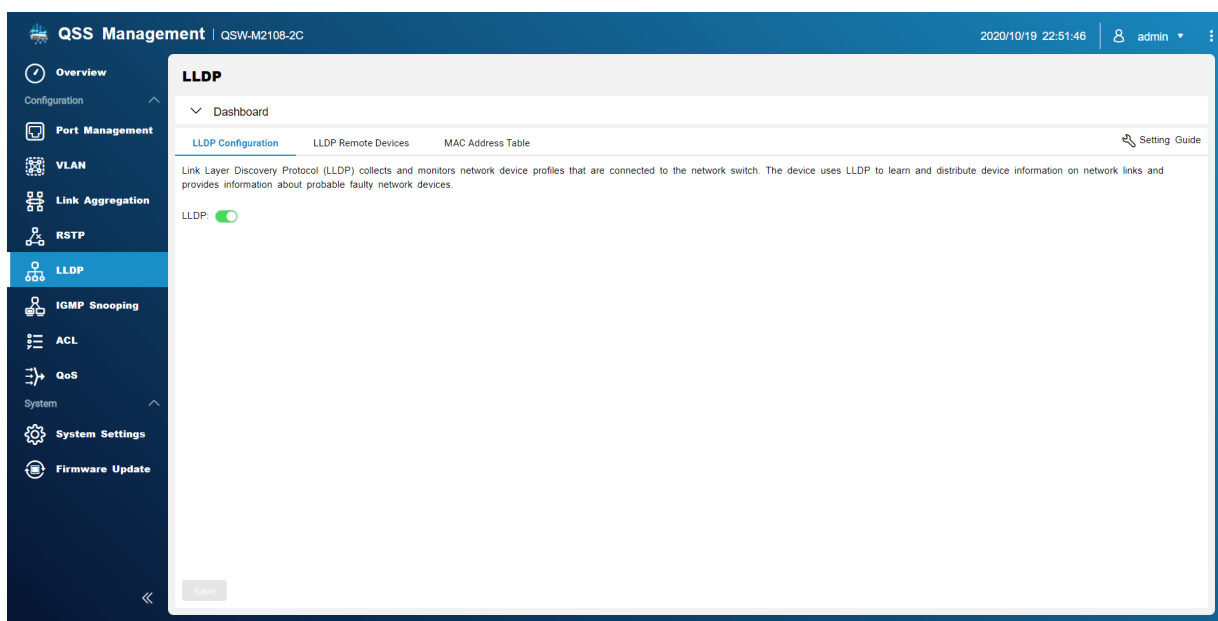 QSS Management | QSW-M2108-2C
2020/10/19 22:51:46
admin
Overview
Configuration
Port Management
VLAN
Link Aggregation
RSTP
LLDP
IGMP Snooping
ACL
QoS
System
System Settings
Firmware Update
LLDP
Dashboard
LLDP Configuration
LLDP Remote Devices
MAC Address Table
Setting Guide
Link Layer Discovery Protocol (LLDP) collects and monitors network device profiles that are connected to the network switch. The device uses LLDP to learn and distribute device information on network links and
provides information about probable faulty network devices.
LLDP:
Save